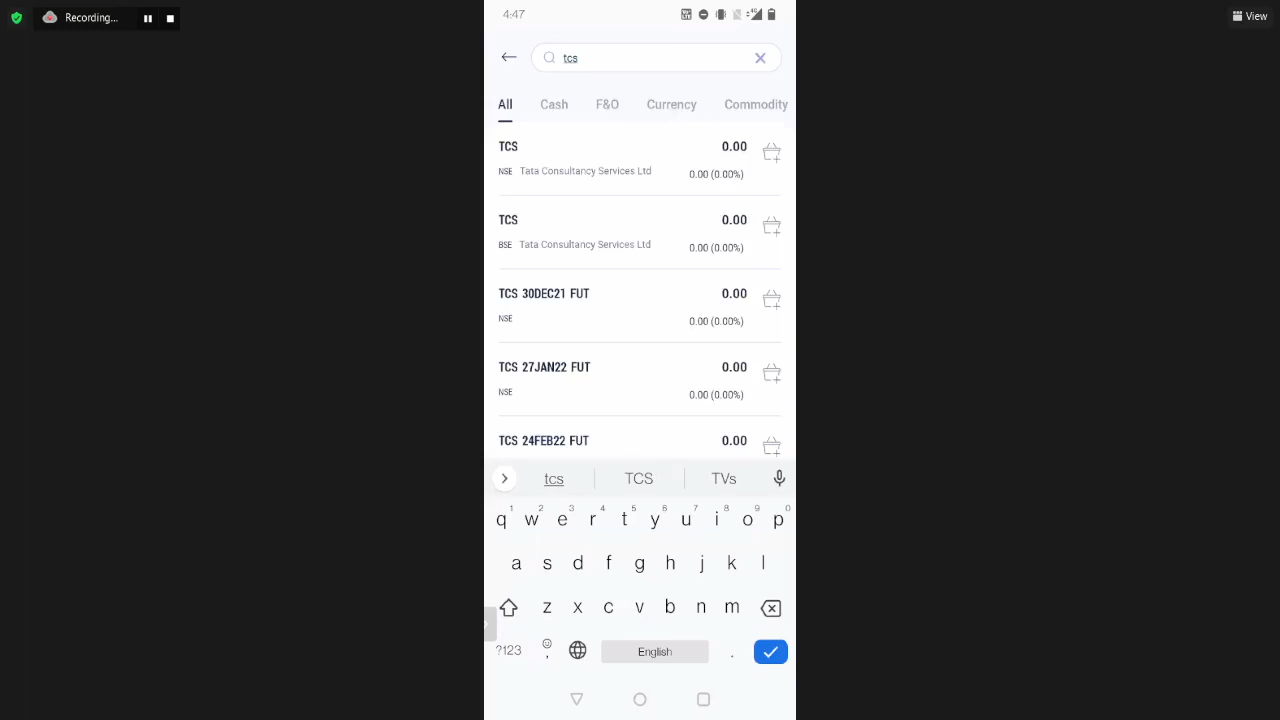 Recording...
View
4:47
tcs
All Cash F&O Currency Commodity
TCS 0.00
NSE Tata Consultancy Services Ltd 0.00 (0.00%)
TCS 0.00
BSE Tata Consultancy Services Ltd 0.00 (0.00%)
TCS 30DEC21 FUT 0.00
NSE 0.00 (0.00%)
TCS 27JAN22 FUT 0.00
NSE 0.00 (0.00%)
TCS 24FEB22 FUT 0.00
tcs TCS TVs
1 2 3 4 5 6 7 8 9 0
q w e r t y u i o p
a s d f g h j k l
z x c v b n m
?123 , English .